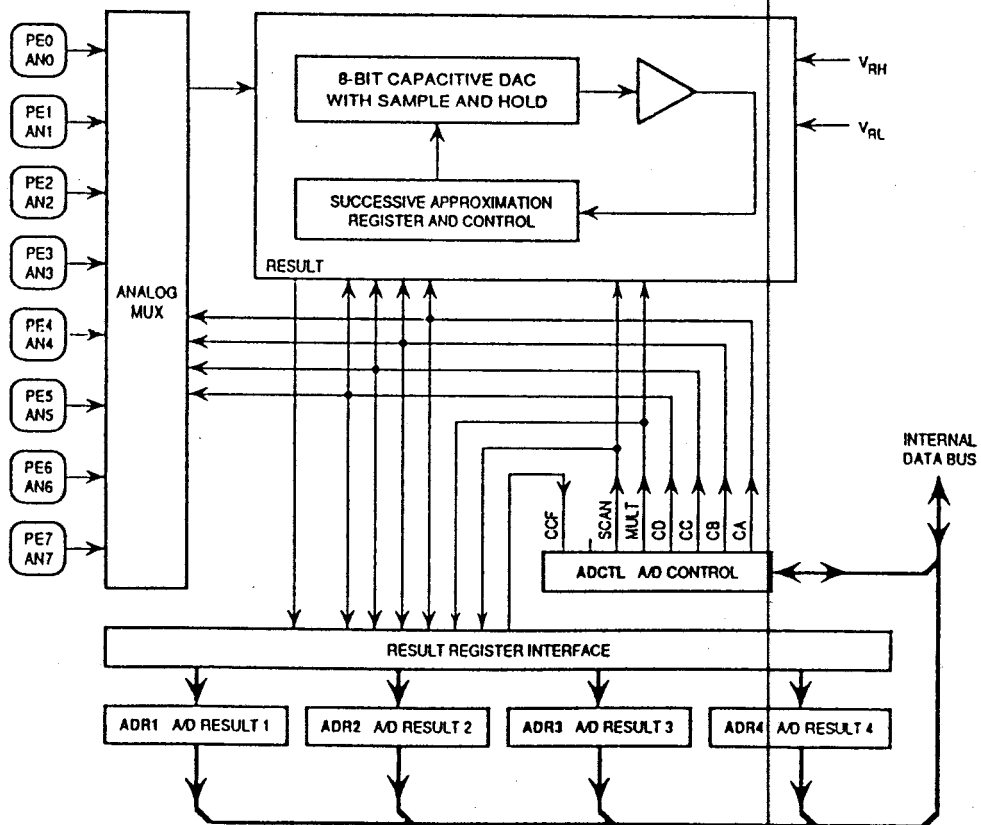 PE0
AN0
PE1
AN1
PE2
AN2
PE3
AN3
PE4
AN4
PE5
AN5
PE6
AN6
PE7
AN7
ANALOG
MUX
8-BIT CAPACITIVE DAC
WITH SAMPLE AND HOLD
SUCCESSIVE APPROXIMATION
REGISTER AND CONTROL
RESULT
VRH
VRL
INTERNAL
DATA BUS
CCF
SCAN
MULT
CD
CC
CB
CA
ADCTL A/D CONTROL
RESULT REGISTER INTERFACE
ADR1 A/D RESULT 1
ADR2 A/D RESULT 2
ADR3 A/D RESULT 3
ADR4 A/D RESULT 4